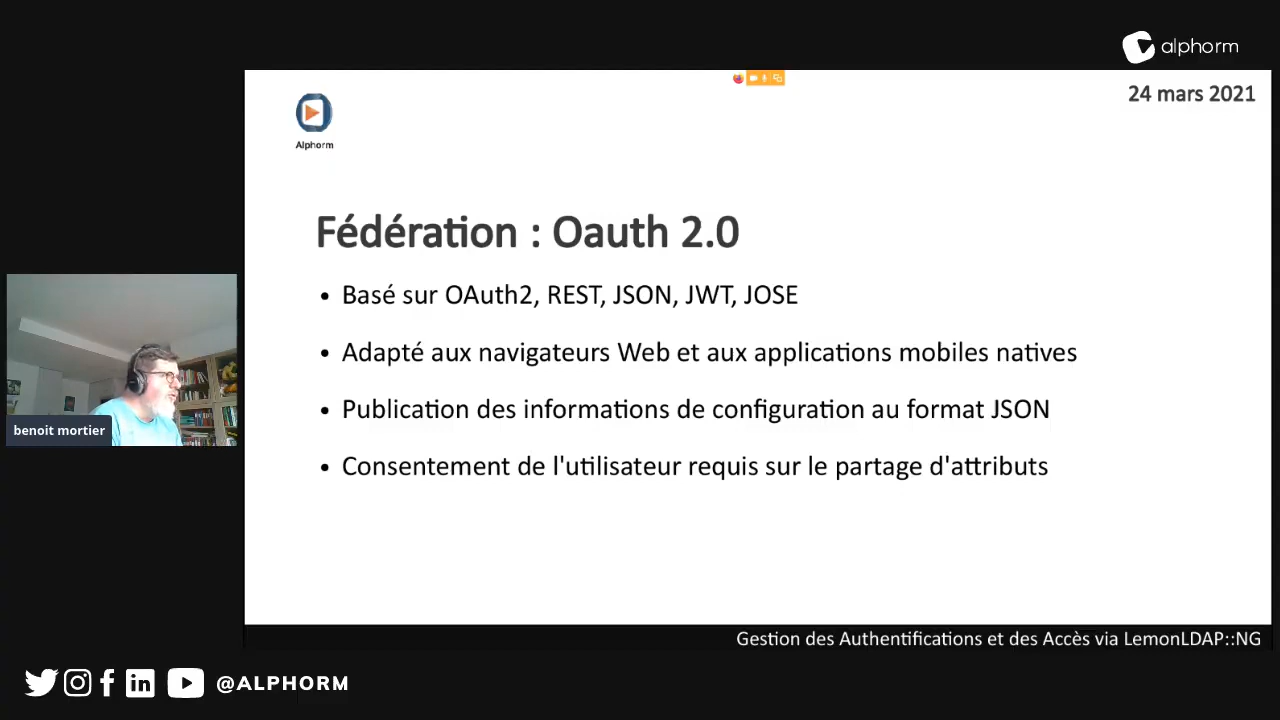 alphorm
24 mars 2021
Alphorm
Fédération : Oauth 2.0
• Basé sur OAuth2, REST, JSON, JWT, JOSE
• Adapté aux navigateurs Web et aux applications mobiles natives
• Publication des informations de configuration au format JSON
• Consentement de l'utilisateur requis sur le partage d'attributs
benoit mortier
Gestion des Authentifications et des Accès via LemonLDAP::NG
@ALPHORM